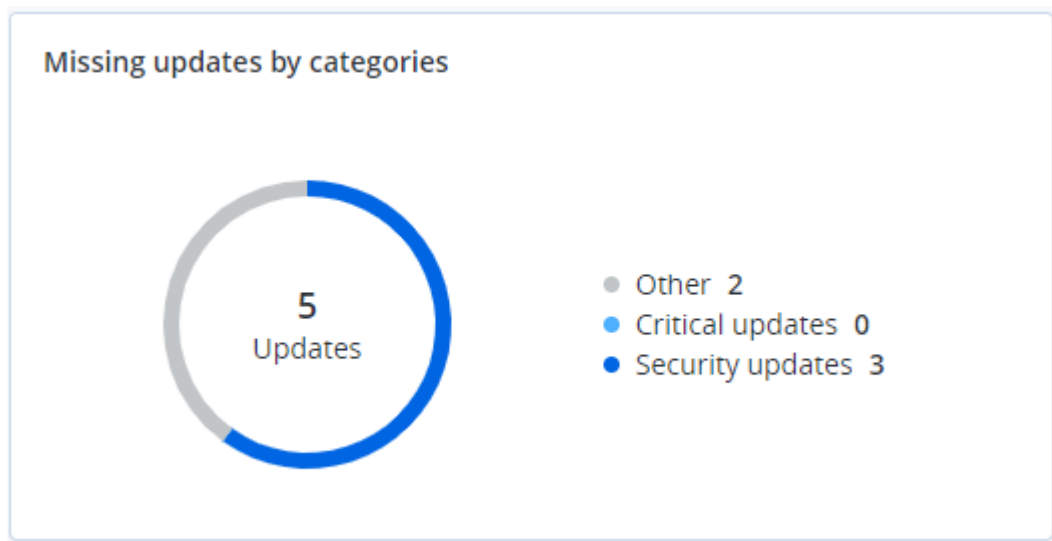 Missing updates by categories
5
Updates
Other 2
Critical updates 0
Security updates 3